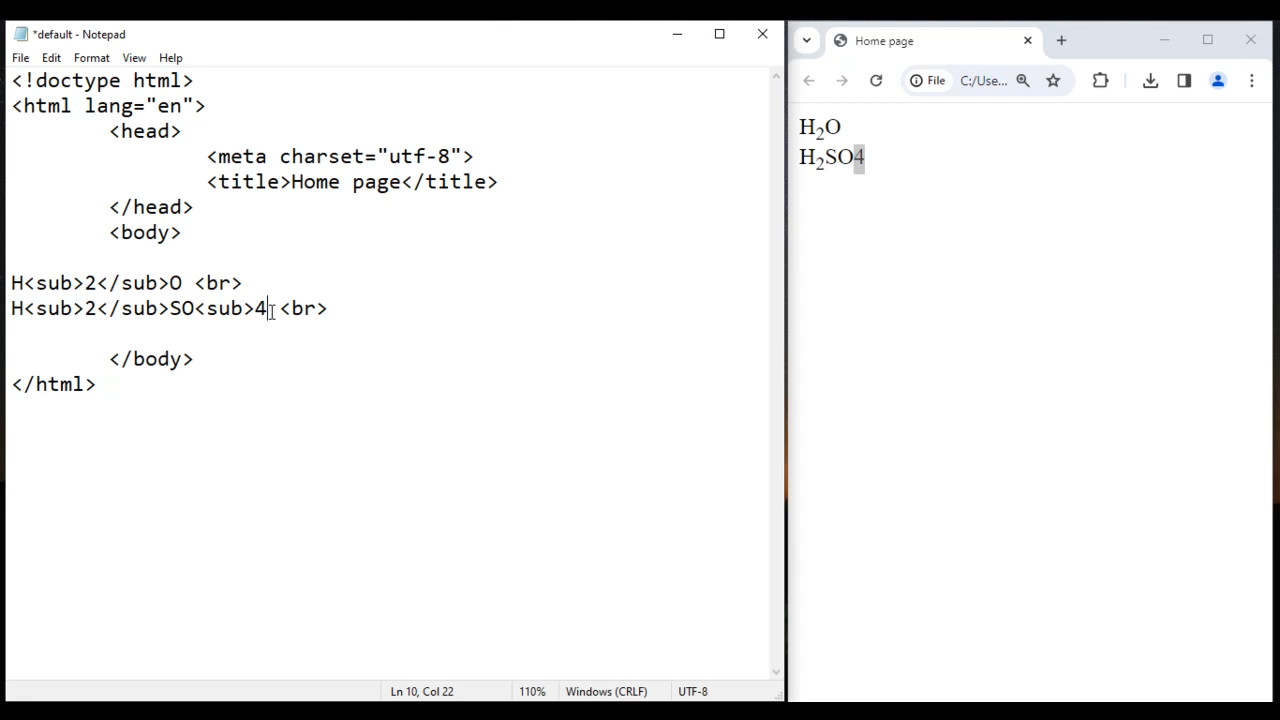 *default - Notepad
File Edit Format View Help
<!doctype html>
<html lang="en">
<head>
<meta charset="utf-8">
<title>Home page</title>
</head>
<body>
H<sub>2</sub>O <br>
H<sub>2</sub>SO<sub>4 <br>
</body>
</html>
Ln 10, Col 22 110% Windows (CRLF) UTF-8
Home page
File C:/Use...
H₂O
H₂SO4